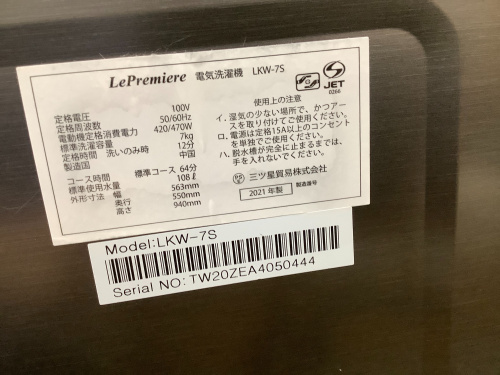 LePremiere 電気洗濯機 LKW-7S
JET
0266
定格電圧 100V
定格周波数 50/60Hz
電動機定格消費電力 420/470W
標準洗濯容量 7kg
定格時間 洗いのみ時 12分
製造国 中国
コース時間 標準コース 64分
標準使用水量 108ℓ
外形寸法 幅 563mm
奥行 550mm
高さ 940mm
使用上の注意
イ. 湿気の少ない場所で、かつアー
スを取り付けてご使用ください。
ロ. 電源は定格15A以上のコンセント
を単独でご使用ください。
ハ. 脱水槽が完全に止まるまでは、
手を入れないでください。
三ツ星貿易株式会社
2021年製 製造番号
Model:LKW-7S
Serial NO:TW20ZEA4050444